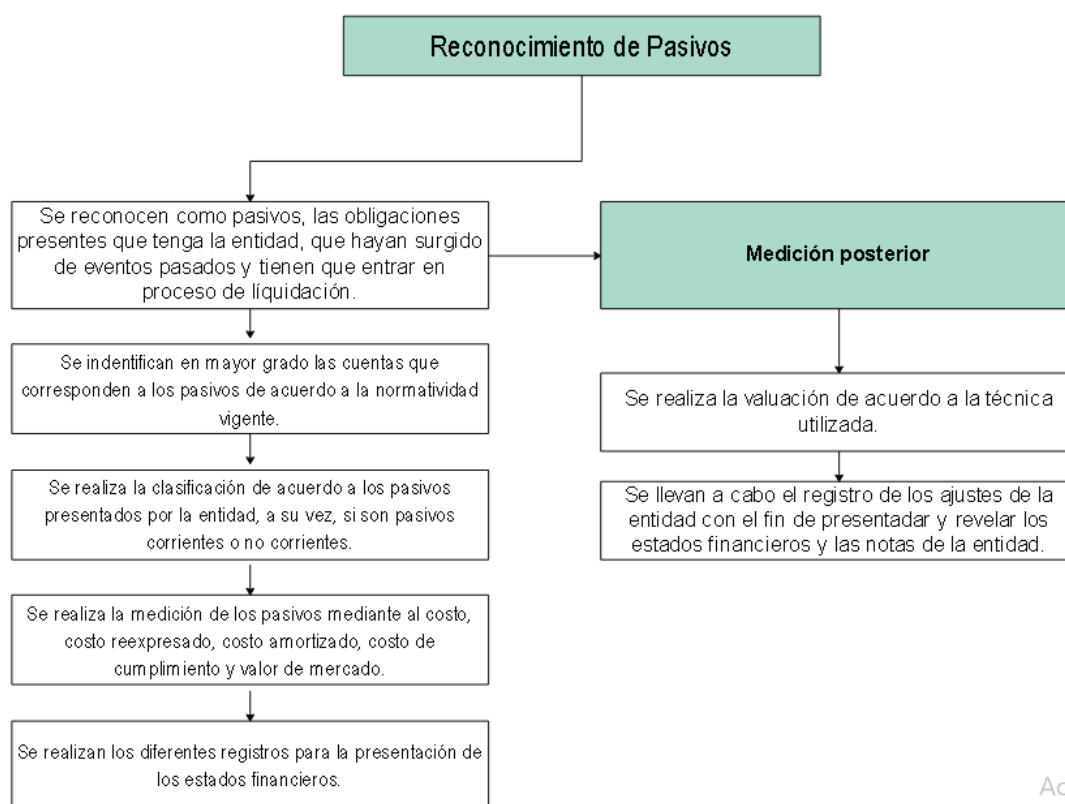 Reconocimiento de Pasivos
Se reconocen como pasivos, las obligaciones
presentes que tenga la entidad, que hayan surgido
de eventos pasados y tienen que entrar en
proceso de líquidación.
Se indentifican en mayor grado las cuentas que
corresponden a los pasivos de acuerdo a la normatividad
vigente.
Se realiza la clasificación de acuerdo a los pasivos
presentados por la entidad, a su vez, si son pasivos
corrientes o no corrientes.
Se realiza la medición de los pasivos mediante al costo,
costo reexpresado, costo amortizado, costo de
cumplimiento y valor de mercado.
Se realizan los diferentes registros para la presentación de
los estados financieros.
Medición posterior
Se realiza la valuación de acuerdo a la técnica
utilizada.
Se llevan a cabo el registro de los ajustes de la
entidad con el fin de presentadar y revelar los
estados financieros y las notas de la entidad.